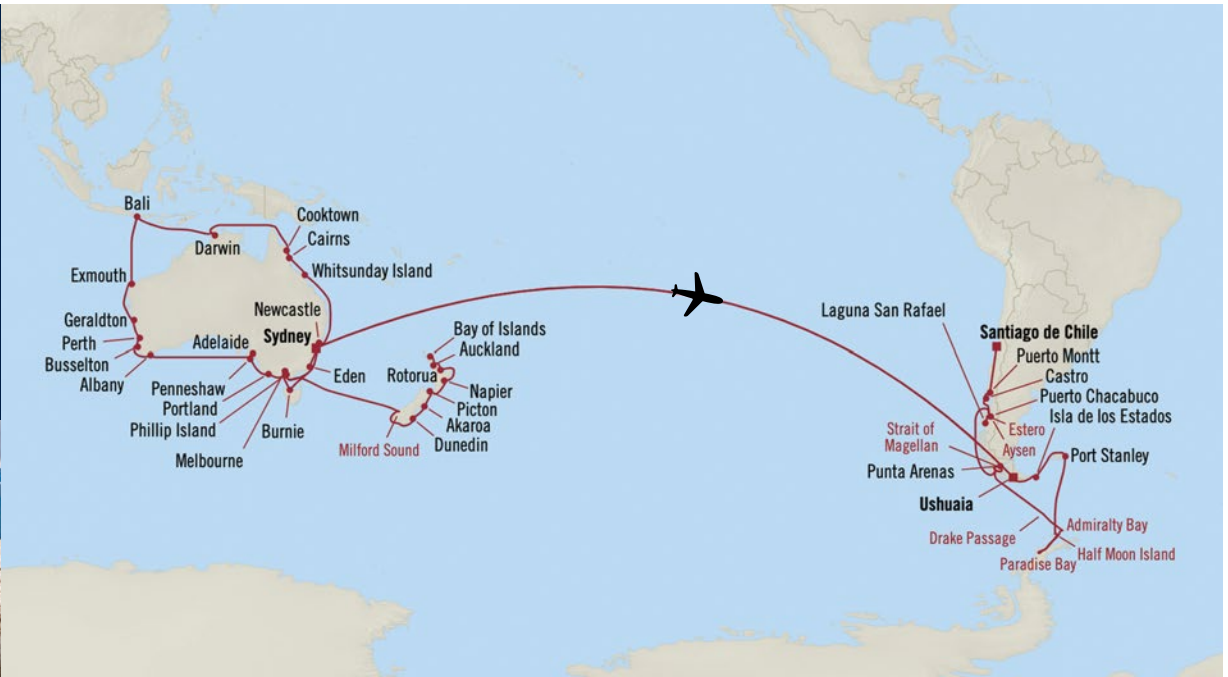 Bali
Darwin
Cooktown
Cairns
Whitsunday Island
Exmouth
Geraldton
Perth
Busselton
Albany
Newcastle
Sydney
Adelaide
Penneshaw
Portland
Phillip Island
Melbourne
Burnie
Eden
Bay of Islands
Auckland
Rotorua
Napier
Picton
Akaroa
Dunedin
Milford Sound
Laguna San Rafael
Santiago de Chile
Puerto Montt
Castro
Puerto Chacabuco
Isla de los Estados
Estero
Aysen
Strait of
Magellan
Punta Arenas
Port Stanley
Ushuaia
Drake Passage
Admiralty Bay
Half Moon Island
Paradise Bay